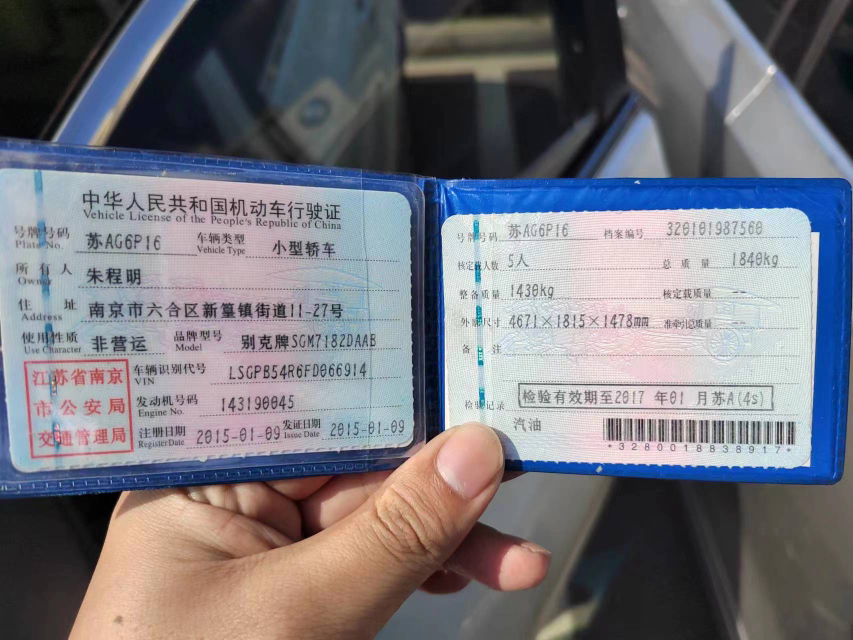 中华人民共和国机动车行驶证
Vehicle License of the People's Republic of China
号牌号码 苏AG6P16 车辆类型 小型轿车
Plate No. Vehicle Type
所有人 朱程明
Owner
住址 南京市六合区新篁镇街道11-27号
Address
使用性质 非营运 品牌型号 别克牌SGM7182DAAB
Use Character Model
江苏省南京市公安局交通管理局
车辆识别代号 LSGPB54R6FD066914
VIN
发动机号码 143190045
Engine No.
注册日期 2015-01-09 发证日期 2015-01-09
Register Date Issue Date
号牌号码 苏AG6P16 档案编号 320101987560
核定载人数 5人 总质量 1840kg
整备质量 1430kg 核定载质量 --
外廓尺寸 4671×1815×1478mm 准牵引总质量 --
备注
检验记录 检验有效期至2017 年01 月苏A(4s)
汽油
*3280018838917*